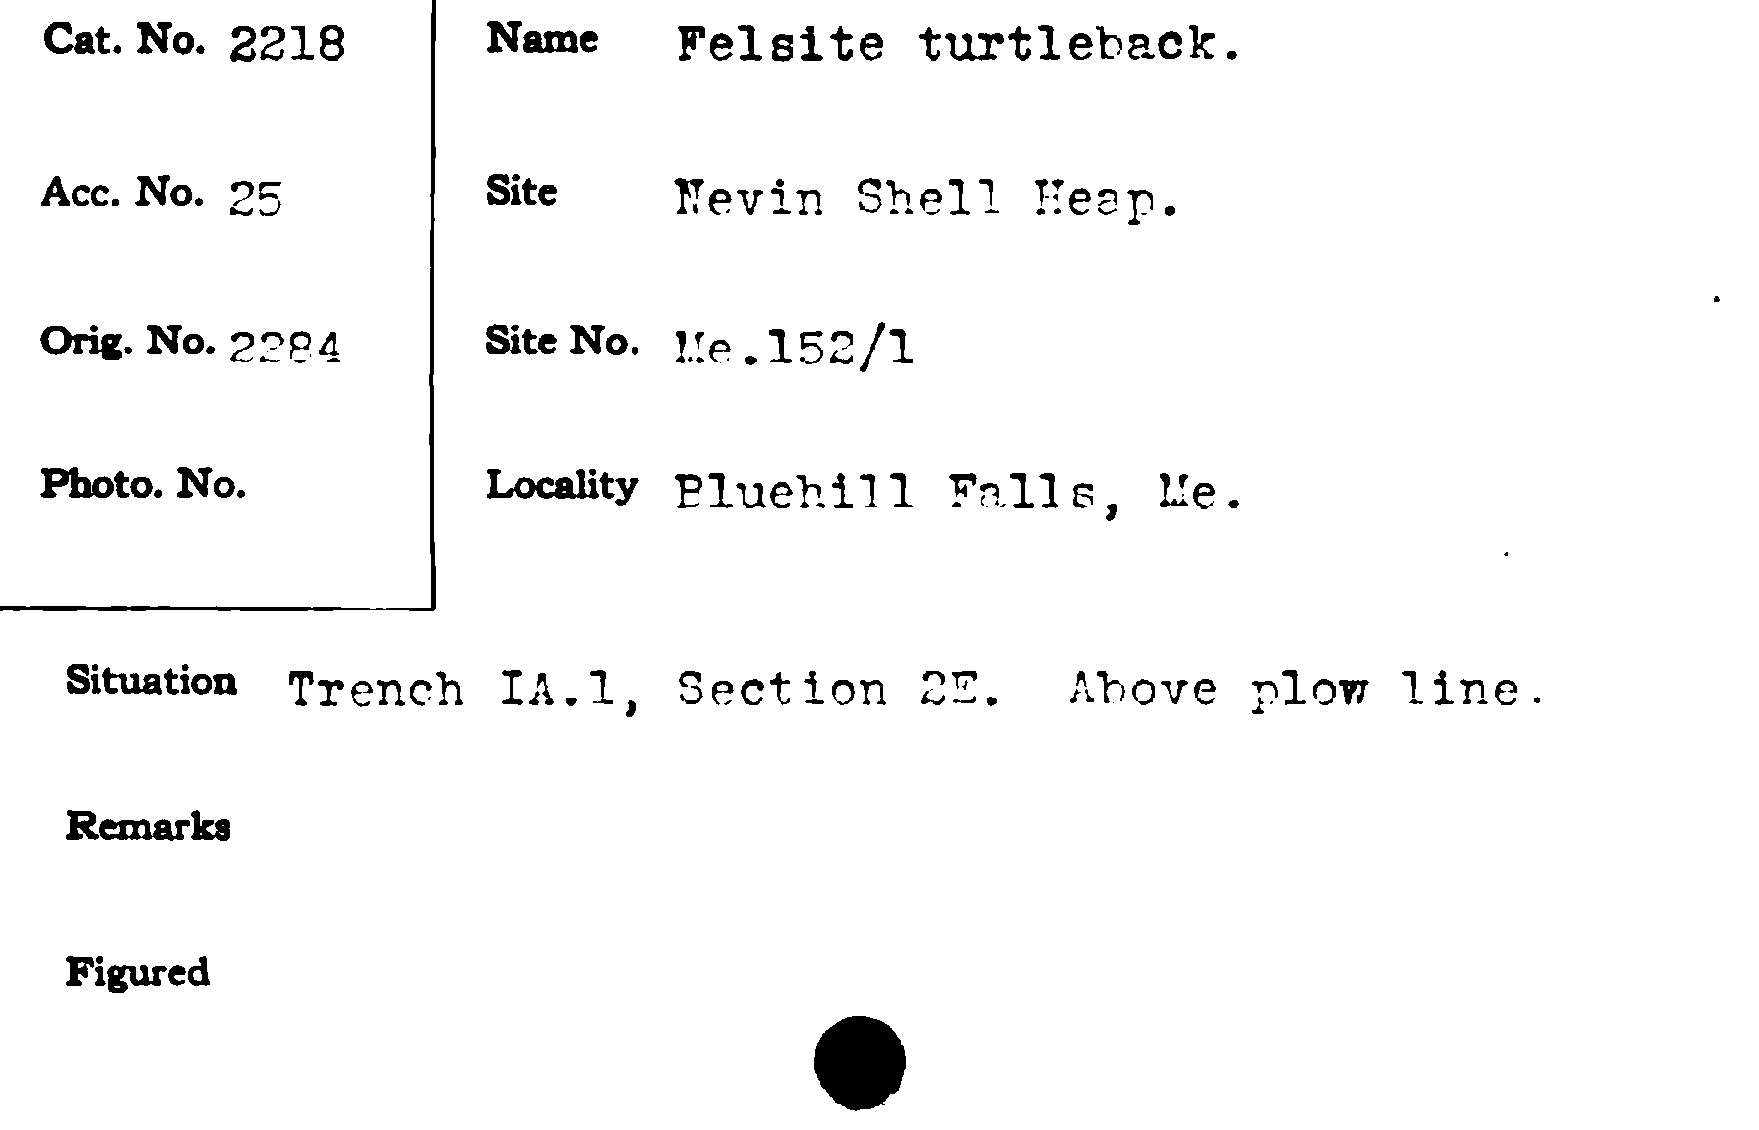 Cat. No. 2218
Name Felsite turtleback.
Acc. No. 25
Site Nevin Shell Heap.
Orig. No. 2284
Site No. Me.152/1
Photo. No.
Locality Bluehill Falls, Me.
Situation Trench IA.1, Section 2E. Above plow line.
Remarks
Figured